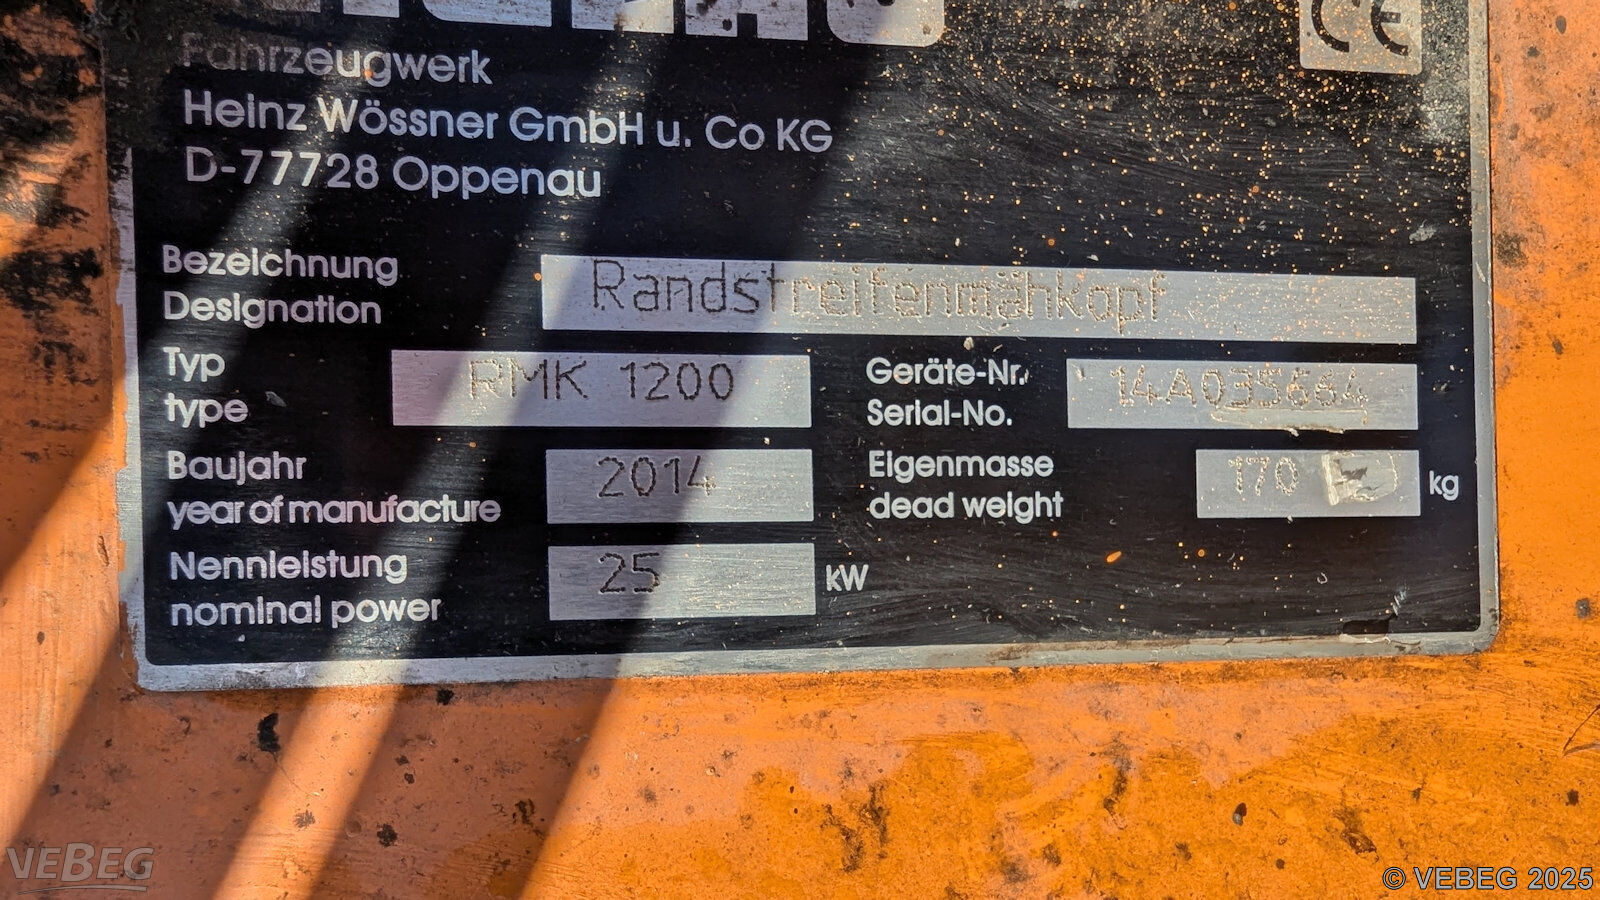 Fahrzeugwerk
Heinz Wössner GmbH u. Co KG
D-77728 Oppenau
CE
Bezeichnung
Designation
Randstreifenmähkopf
Typ
type
RMK 1200
Geräte-Nr.
Serial-No.
14A035664
Baujahr
year of manufacture
2014
Eigenmasse
dead weight
170
kg
Nennleistung
nominal power
25
kW
VEBEG
© VEBEG 2025